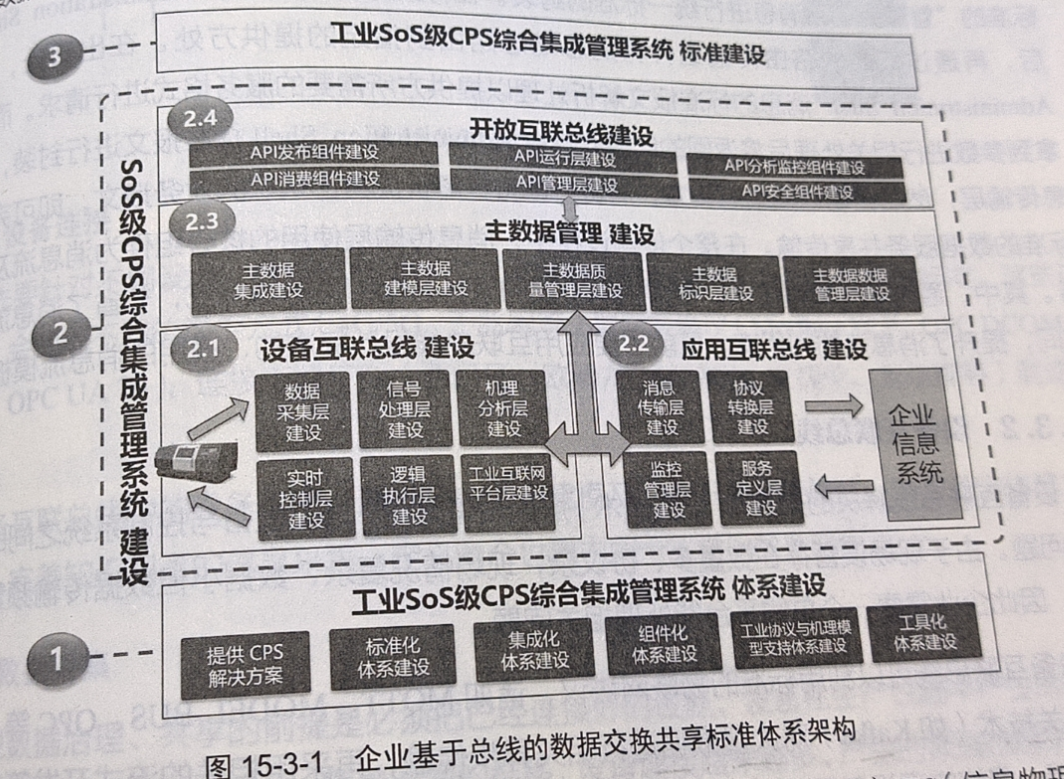 3
工业SoS级CPS综合集成管理系统 标准建设
2
SoS级CPS综合集成管理系统 建设
2.4
开放互联总线建设
API发布组件建设
API运行层建设
API分析监控组件建设
API消费组件建设
API管理层建设
API安全组件建设
2.3
主数据管理 建设
主数据
集成建设
主数据
建模层建设
主数据质
量管理层建设
主数据
标识层建设
主数据数据
管理层建设
2.1
设备互联总线 建设
数据
采集层
建设
信号
处理层
建设
机理
分析层
建设
实时
控制层
建设
逻辑
执行层
建设
工业互联网
平台层建设
2.2
应用互联总线 建设
消息
传输层
建设
协议
转换层
建设
监控
管理层
建设
服务
定义层
建设
企业
信息
系统
1
工业SoS级CPS综合集成管理系统 体系建设
提供 CPS
解决方案
标准化
体系建设
集成化
体系建设
组件化
体系建设
工业协议与机理模
型支持体系建设
工具化
体系建设
图 15-3-1 企业基于总线的数据交换共享标准体系架构